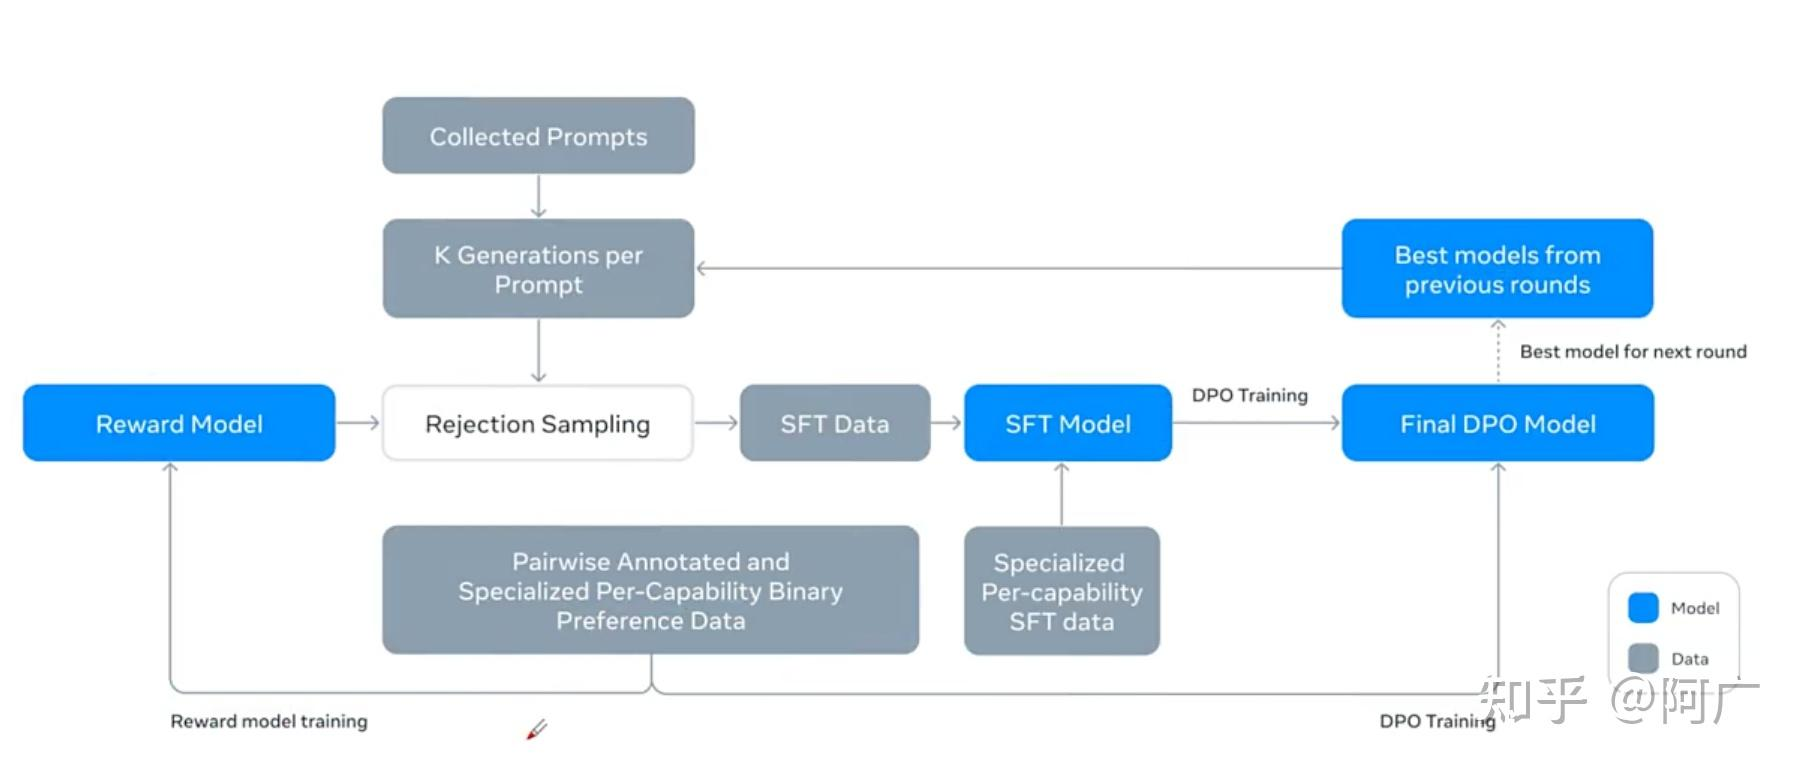 Collected Prompts
K Generations per
Prompt
Best models from
previous rounds
Best model for next round
Reward Model
Rejection Sampling
SFT Data
SFT Model
DPO Training
Final DPO Model
Pairwise Annotated and
Specialized Per-Capability Binary
Preference Data
Specialized
Per-capability
SFT data
Model
Data
Reward model training
DPO Training
知乎 @阿广